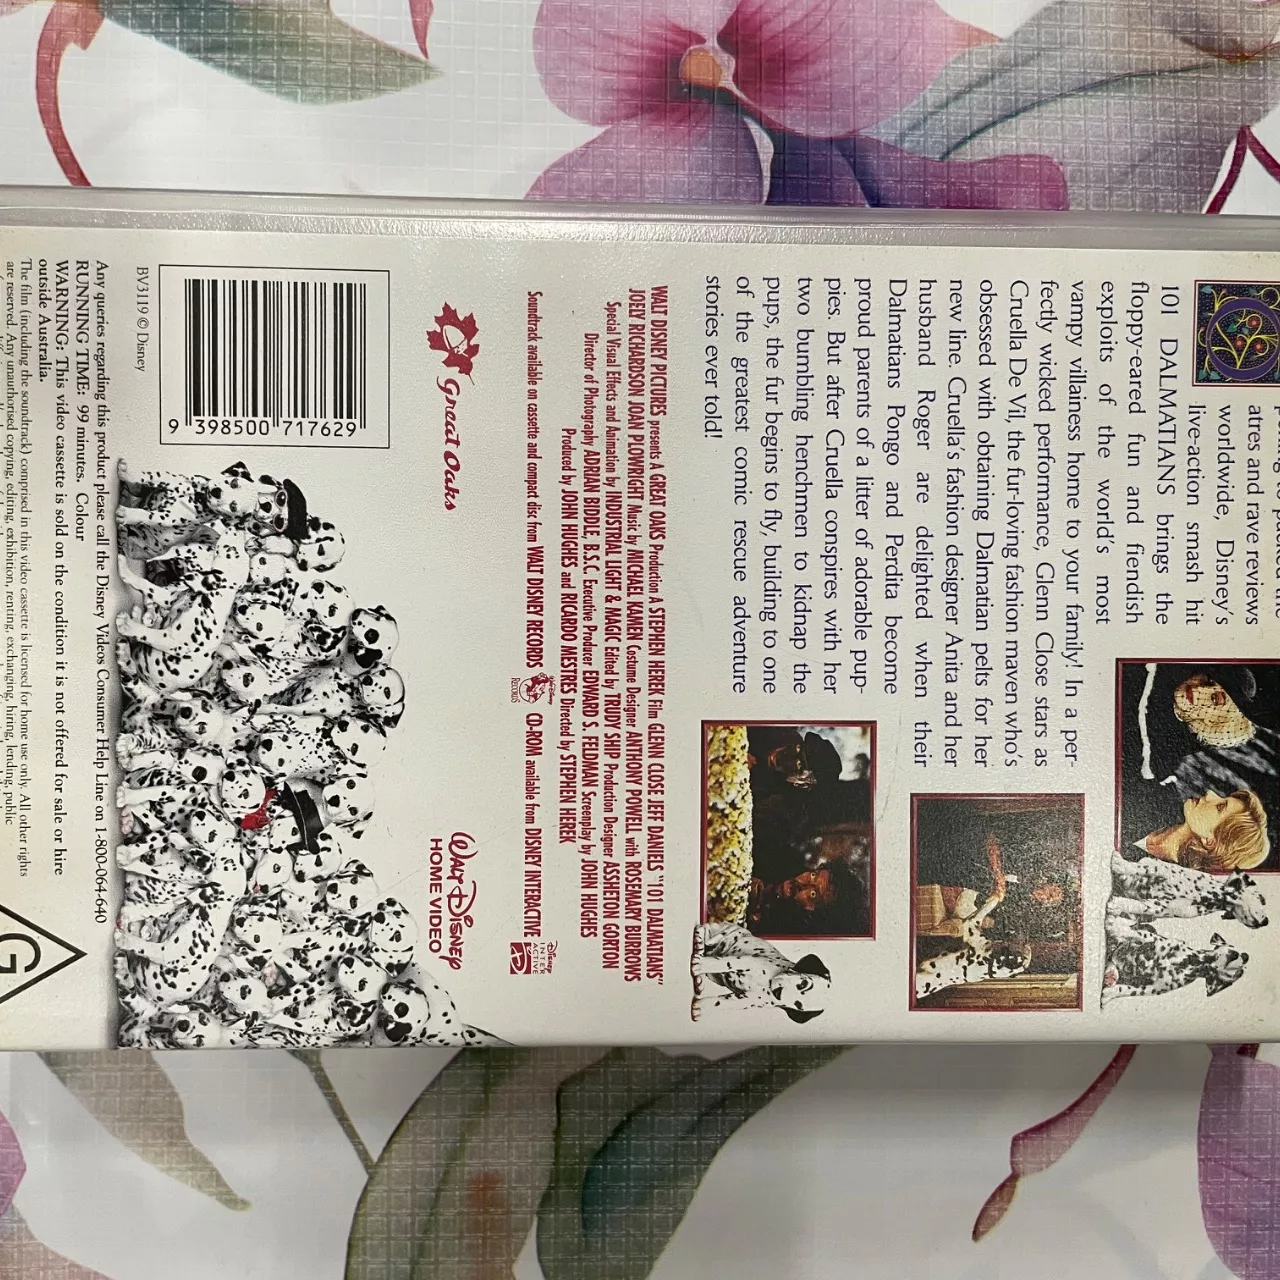 atres and rave reviews
worldwide, Disney's
live-action smash hit
101 DALMATIANS brings the
floppy-eared fun and fiendish
exploits of the world's most
vampy villainess home to your family! In a per-
fectly wicked performance, Glenn Close stars as
Cruella De Vil, the fur-loving fashion maven who's
obsessed with obtaining Dalmatian pelts for her
new line. Cruella's fashion designer Anita and her
husband Roger are delighted when their
Dalmatians Pongo and Perdita become
proud parents of a litter of adorable pup-
pies. But after Cruella conspires with her
two bumbling henchmen to kidnap the
pups, the fur begins to fly, building to one
of the greatest comic rescue adventure
stories ever told!
WALT DISNEY PICTURES presents A GREAT OAKS Production A STEPHEN HEREK Film GLENN CLOSE JEFF DANIELS "101 DALMATIANS"
JOELY RICHARDSON JOAN PLOWRIGHT Music by MICHAEL KAMEN Costume Designer ANTHONY POWELL with ROSEMARY BURROWS
Special Visual Effects and Animation by INDUSTRIAL LIGHT & MAGIC Edited by TRUDY SHIP Production Designer ASSHETON GORTON
Director of Photography ADRIAN BIDDLE, B.S.C. Executive Producer EDWARD S. FELDMAN Screenplay by JOHN HUGHES
Produced by JOHN HUGHES and RICARDO MESTRES Directed by STEPHEN HEREK
Soundtrack available on cassette and compact disc from WALT DISNEY RECORDS
RECORDS
CD-ROM available from DISNEY INTERACTIVE
DISNEY
INTER
ACTIVE
Great Oaks
WALT DISNEY
HOME VIDEO
9 398500 717629
BV3119 © Disney
Any queries regarding this product please call the Disney Videos Consumer Help Line on 1-800-064-640
RUNNING TIME: 99 minutes. Colour
WARNING: This video cassette is sold on the condition it is not offered for sale or hire
outside Australia.
The film (including the soundtrack) comprised in this video cassette is licensed for home use only. All other rights
are reserved. Any unauthorised copying, editing, exhibition, renting, exchanging, hiring, lending, public
G